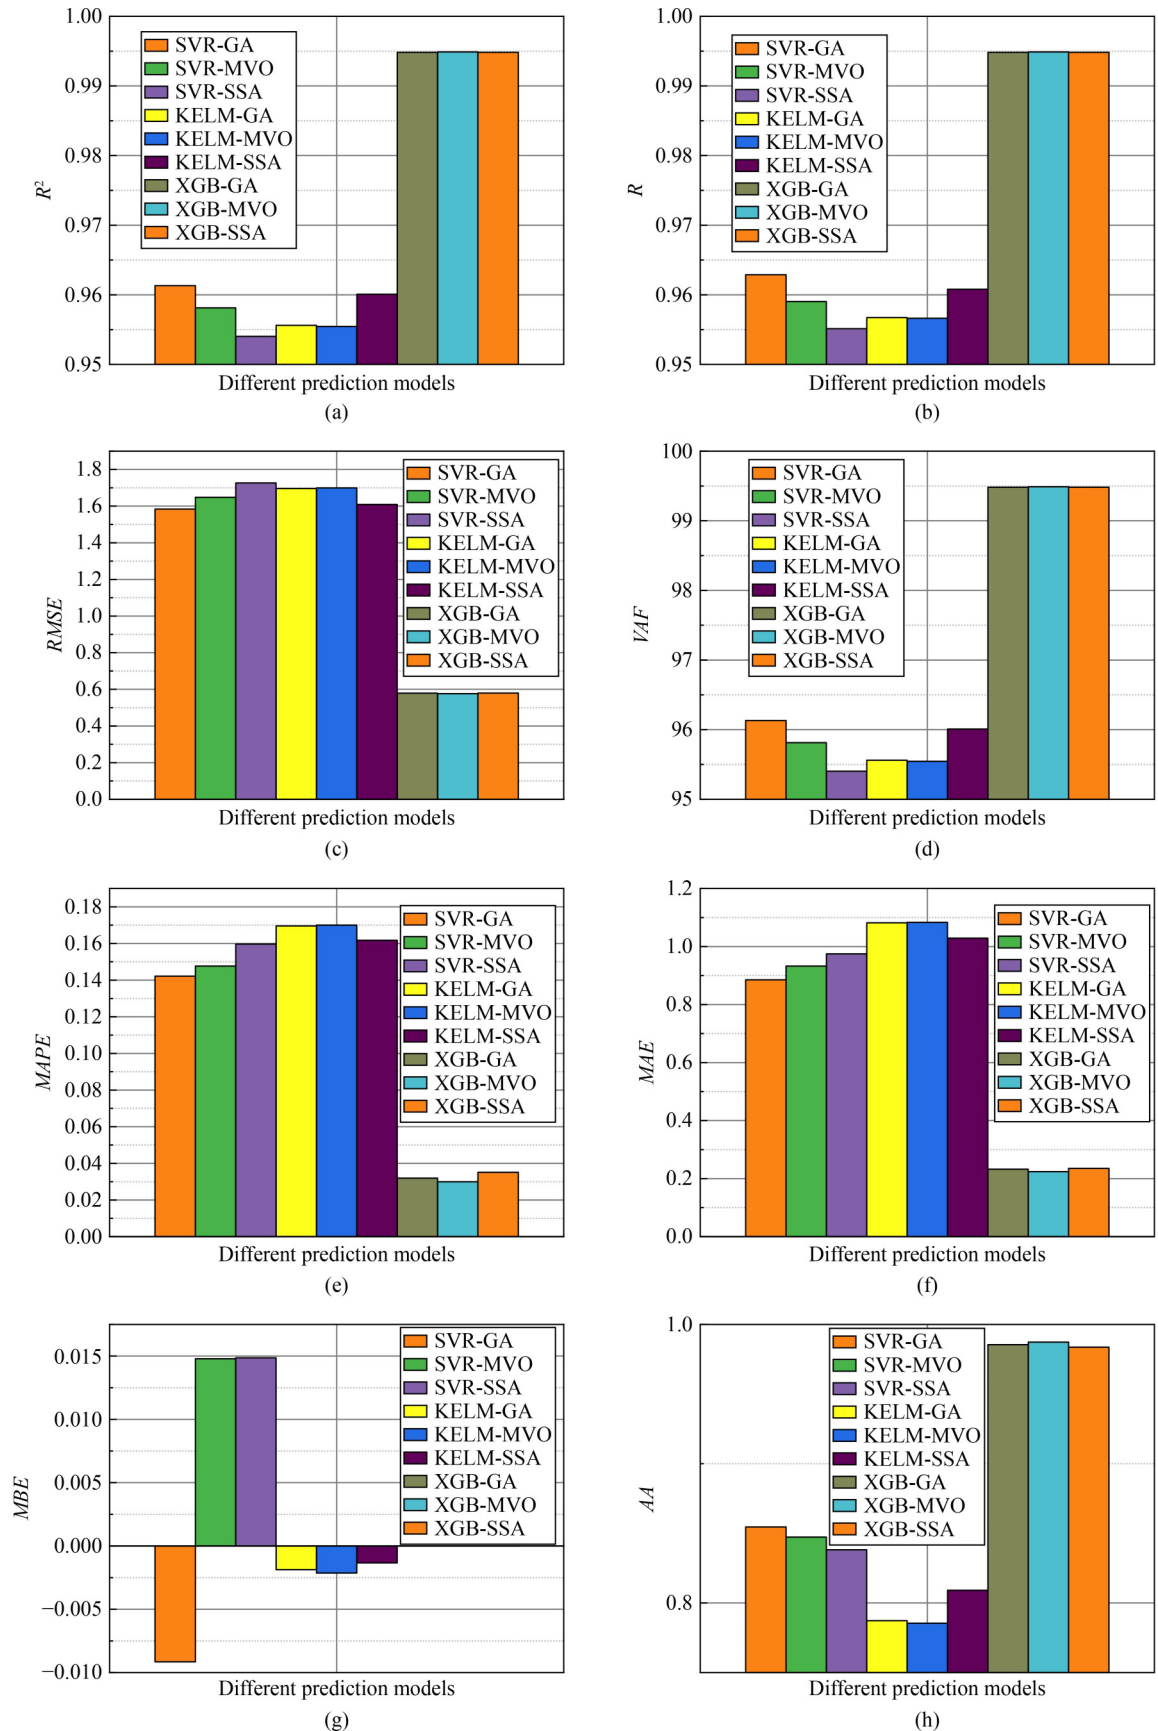 1.00
0.99
0.98
0.97
0.96
0.95
R²
SVR-GA
SVR-MVO
SVR-SSA
KELM-GA
KELM-MVO
KELM-SSA
XGB-GA
XGB-MVO
XGB-SSA
Different prediction models
(a)
1.00
0.99
0.98
0.97
0.96
0.95
R
SVR-GA
SVR-MVO
SVR-SSA
KELM-GA
KELM-MVO
KELM-SSA
XGB-GA
XGB-MVO
XGB-SSA
Different prediction models
(b)
1.8
1.6
1.4
1.2
1.0
0.8
0.6
0.4
0.2
0.0
RMSE
SVR-GA
SVR-MVO
SVR-SSA
KELM-GA
KELM-MVO
KELM-SSA
XGB-GA
XGB-MVO
XGB-SSA
Different prediction models
(c)
100
99
98
97
96
95
VAF
SVR-GA
SVR-MVO
SVR-SSA
KELM-GA
KELM-MVO
KELM-SSA
XGB-GA
XGB-MVO
XGB-SSA
Different prediction models
(d)
0.18
0.16
0.14
0.12
0.10
0.08
0.06
0.04
0.02
0.00
MAPE
SVR-GA
SVR-MVO
SVR-SSA
KELM-GA
KELM-MVO
KELM-SSA
XGB-GA
XGB-MVO
XGB-SSA
Different prediction models
(e)
1.2
1.0
0.8
0.6
0.4
0.2
0.0
MAE
SVR-GA
SVR-MVO
SVR-SSA
KELM-GA
KELM-MVO
KELM-SSA
XGB-GA
XGB-MVO
XGB-SSA
Different prediction models
(f)
0.015
0.010
0.005
0.000
−0.005
−0.010
MBE
SVR-GA
SVR-MVO
SVR-SSA
KELM-GA
KELM-MVO
KELM-SSA
XGB-GA
XGB-MVO
XGB-SSA
Different prediction models
(g)
1.0
0.8
AA
SVR-GA
SVR-MVO
SVR-SSA
KELM-GA
KELM-MVO
KELM-SSA
XGB-GA
XGB-MVO
XGB-SSA
Different prediction models
(h)